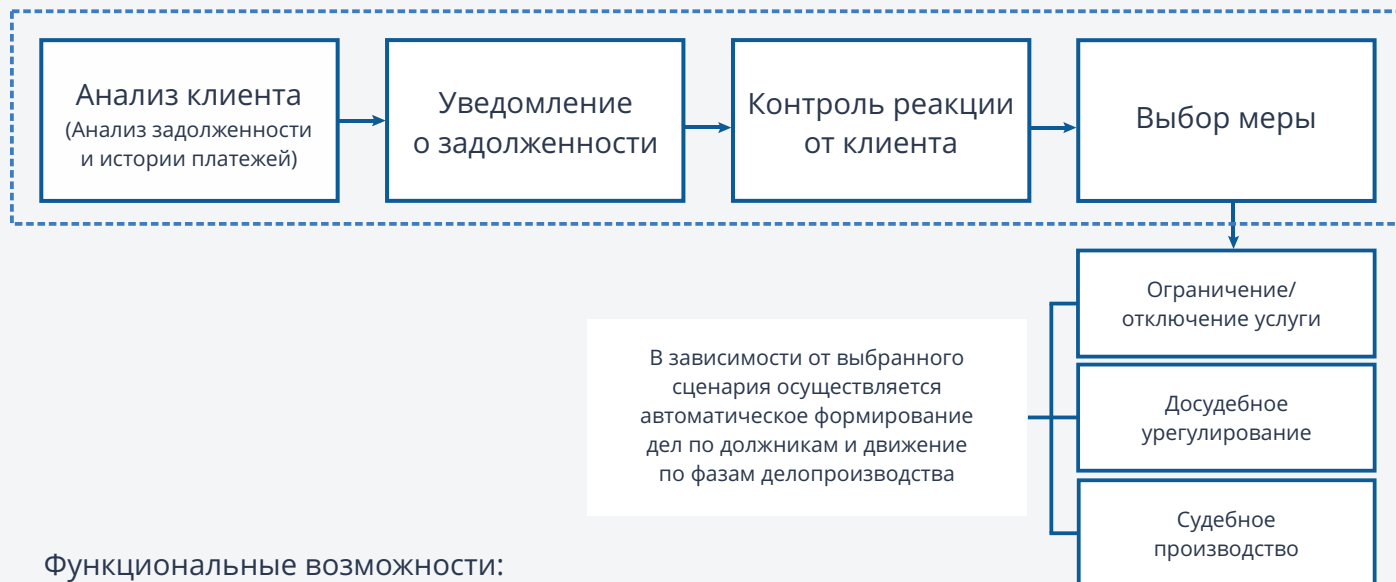 Анализ клиента
(Анализ задолженности
и истории платежей)
Уведомление
о задолженности
Контроль реакции
от клиента
Выбор меры
Ограничение/
отключение услуги
В зависимости от выбранного
сценария осуществляется
автоматическое формирование
дел по должникам и движение
по фазам делопроизводства
Досудебное
урегулирование
Судебное
производство
Функциональные возможности: